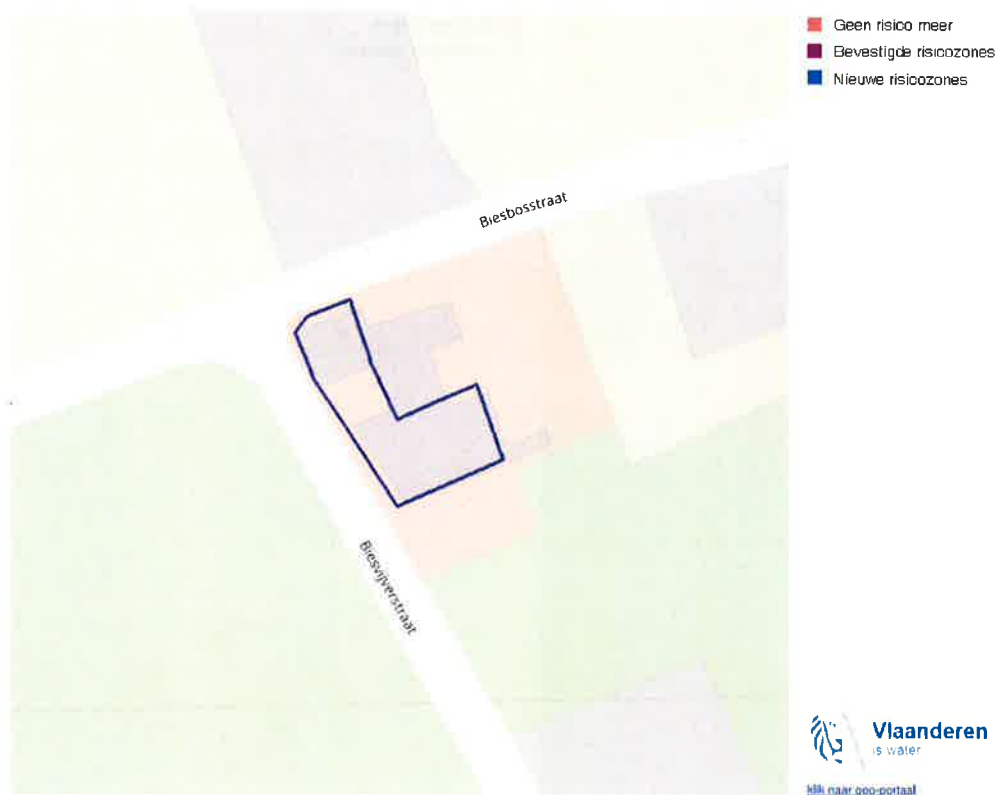 Geen risico meer
Bevestigde risicozones
Nieuwe risicozones
Biesbosstraat
Biesvijverstraat
Vlaanderen
is water
klik naar geo-portaal